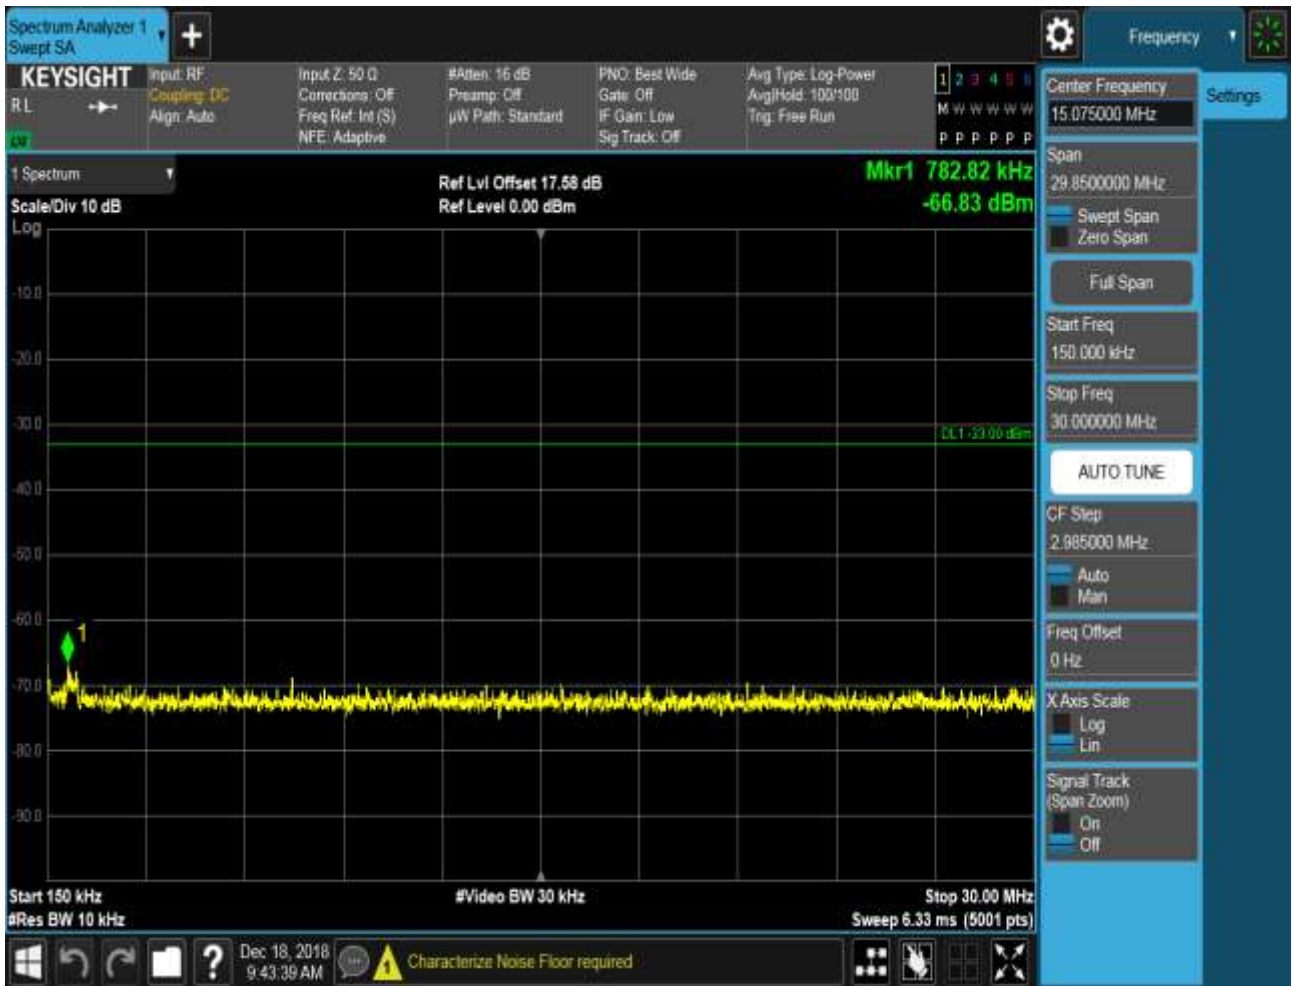 Spectrum Analyzer 1
Swept SA
Frequency
KEYSIGHT
R L
Input: RF
Coupling: DC
Align: Auto
Input Z: 50 Ω
Corrections: Off
Freq Ref: Int (S)
NFE: Adaptive
#Atten: 16 dB
Preamp: Off
µW Path: Standard
PNO: Best Wide
Gate: Off
IF Gain: Low
Sig Track: Off
Avg Type: Log-Power
Avg|Hold: 100/100
Trig: Free Run
1 2 3 4 5 6
M W W W W W
P P P P P P
1 Spectrum
Scale/Div 10 dB
Log
Ref Lvl Offset 17.58 dB
Ref Level 0.00 dBm
Mkr1 782.82 kHz
-66.83 dBm
-10.0
-20.0
-30.0
DL1 -33.00 dBm
-40.0
-50.0
-60.0
1
-70.0
-80.0
-90.0
Start 150 kHz
#Video BW 30 kHz
Stop 30.00 MHz
#Res BW 10 kHz
Sweep 6.33 ms (5001 pts)
Dec 18, 2018
9:43:39 AM
?
1
Characterize Noise Floor required
Center Frequency
15.075000 MHz
Settings
Span
29.8500000 MHz
Swept Span
Zero Span
Full Span
Start Freq
150.000 kHz
Stop Freq
30.000000 MHz
AUTO TUNE
CF Step
2.985000 MHz
Auto
Man
Freq Offset
0 Hz
X Axis Scale
Log
Lin
Signal Track
(Span Zoom)
On
Off